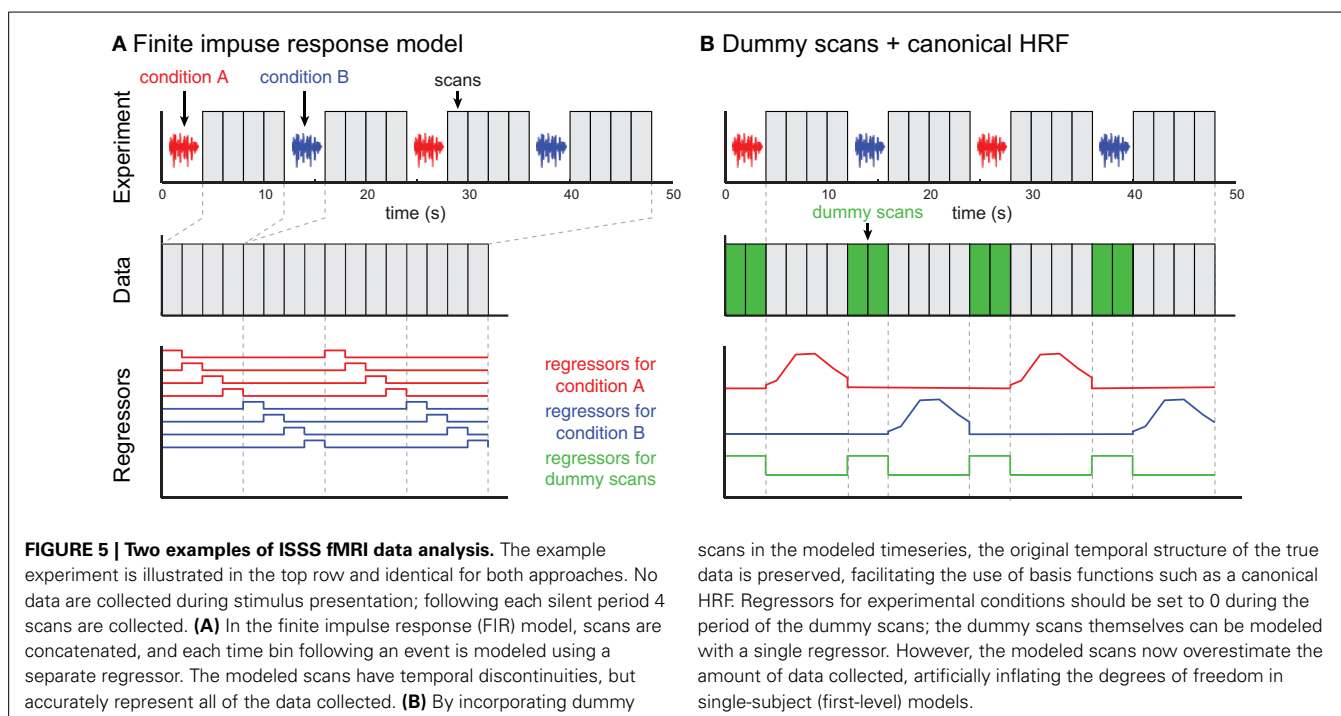 A Finite impuse response model
condition A
condition B
scans
Experiment
0 10 20 30 40 50
time (s)
Data
Regressors
regressors for
condition A
regressors for
condition B
regressors for
dummy scans
B Dummy scans + canonical HRF
Experiment
0 10 20 30 40 50
dummy scans
time (s)
Data
Regressors
FIGURE 5 | Two examples of ISSS fMRI data analysis. The example
experiment is illustrated in the top row and identical for both approaches. No
data are collected during stimulus presentation; following each silent period 4
scans are collected. (A) In the finite impulse response (FIR) model, scans are
concatenated, and each time bin following an event is modeled using a
separate regressor. The modeled scans have temporal discontinuities, but
accurately represent all of the data collected. (B) By incorporating dummy
scans in the modeled timeseries, the original temporal structure of the true
data is preserved, facilitating the use of basis functions such as a canonical
HRF. Regressors for experimental conditions should be set to 0 during the
period of the dummy scans; the dummy scans themselves can be modeled
with a single regressor. However, the modeled scans now overestimate the
amount of data collected, artificially inflating the degrees of freedom in
single-subject (first-level) models.